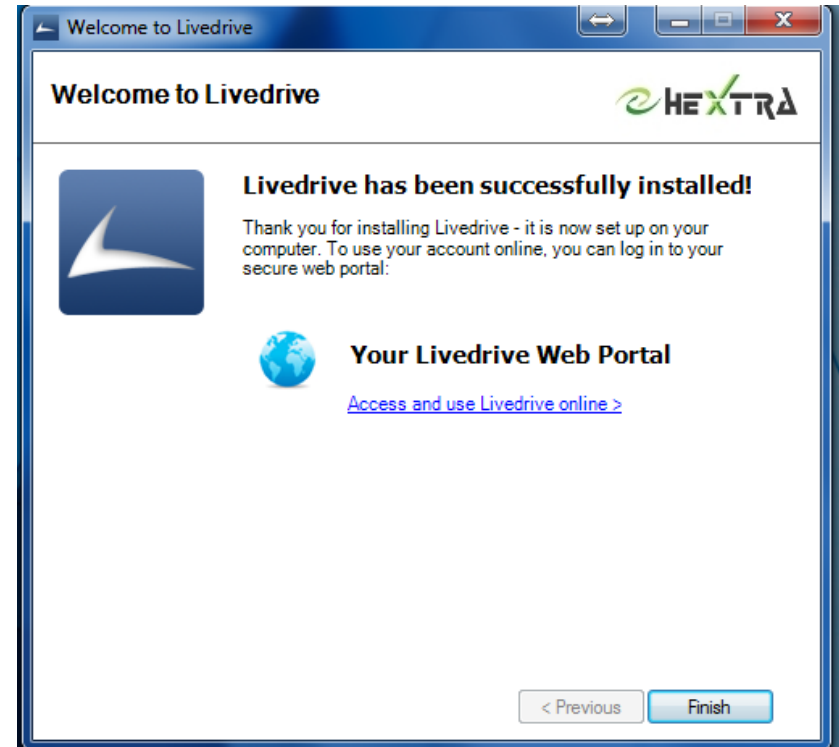 Welcome to Livedrive
Welcome to Livedrive
HEXTRA
Livedrive has been successfully installed!
Thank you for installing Livedrive - it is now set up on your
computer. To use your account online, you can log in to your
secure web portal:
Your Livedrive Web Portal
Access and use Livedrive online >
< Previous
Finish